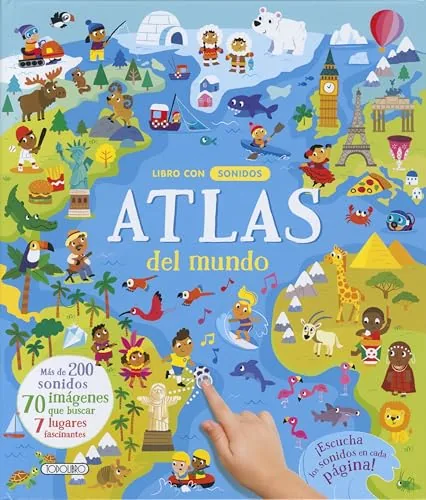 LIBRO CON SONIDOS
ATLAS
del mundo
Más de 200
sonidos
70 imágenes
que buscar
7 lugares
fascinantes
TODOLIBRO
¡Escucha
los sonidos en cada
página!